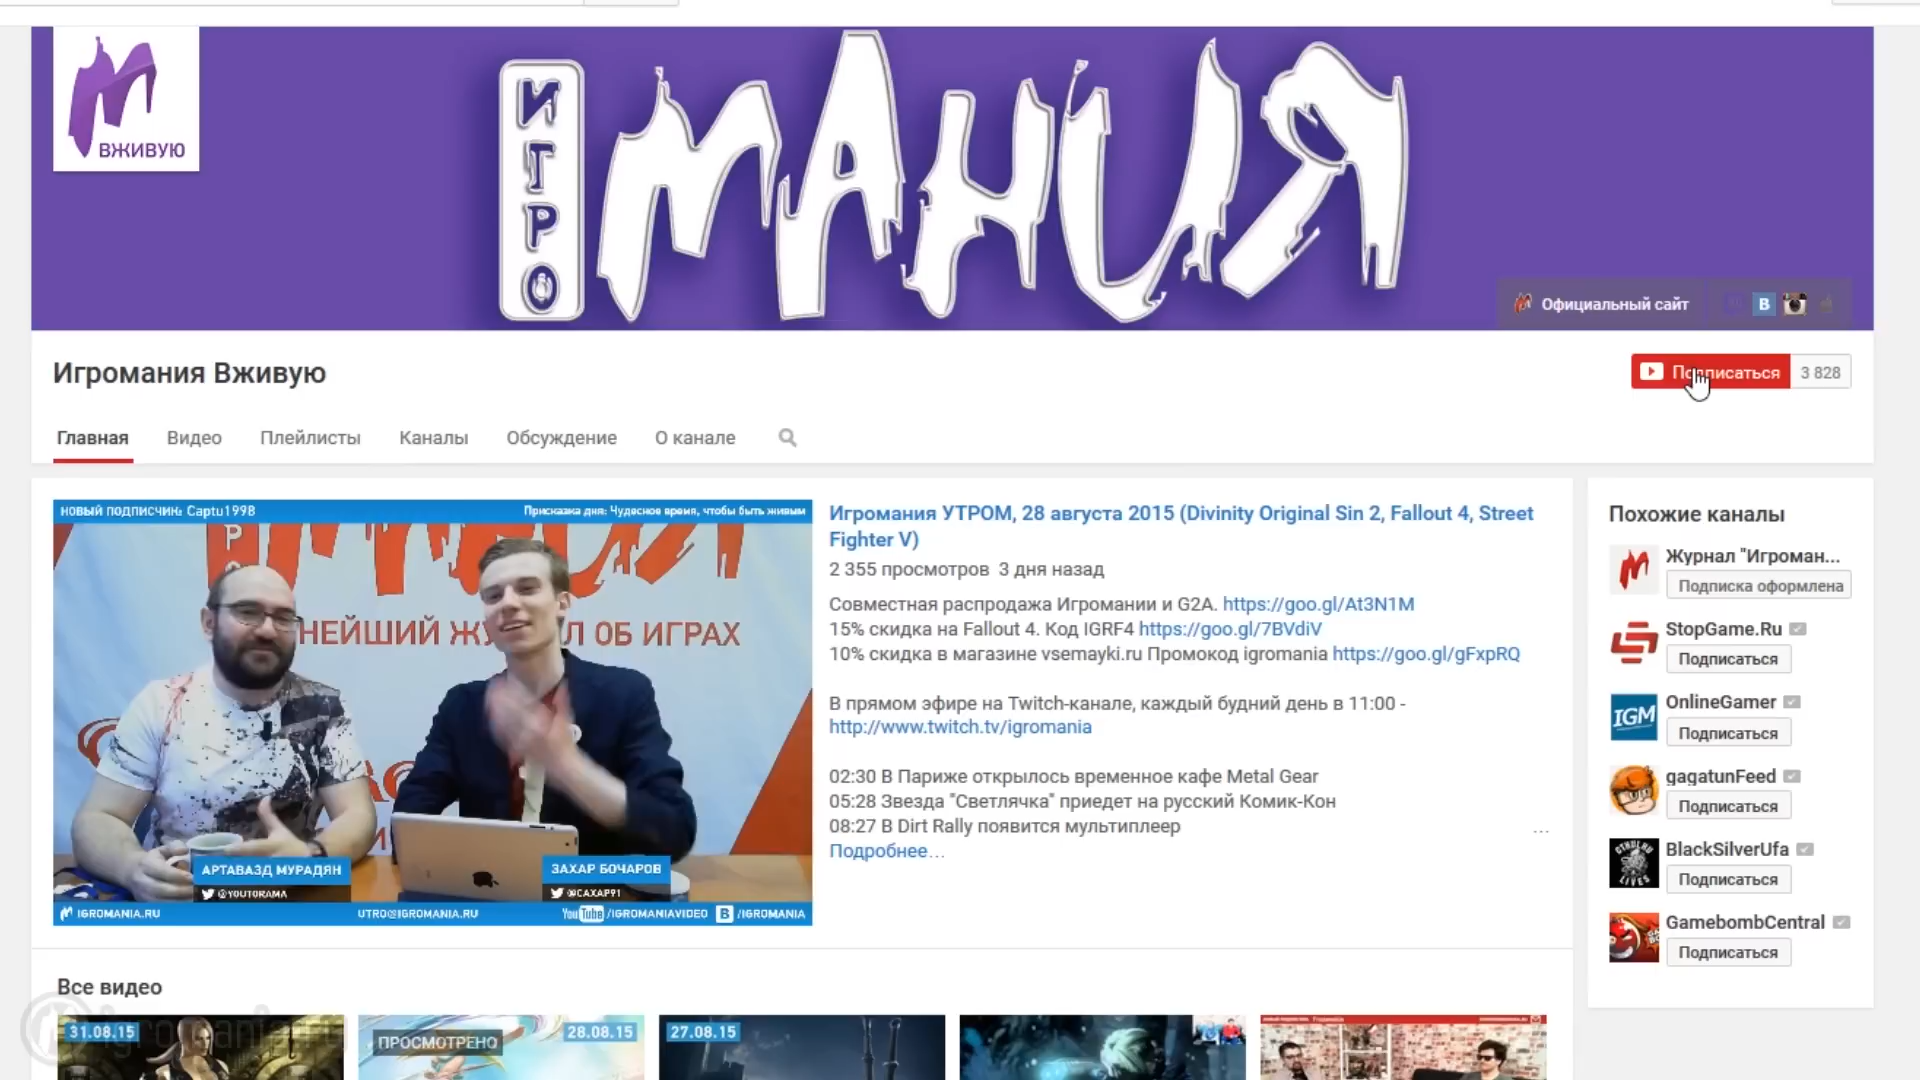 ВЖИВУЮ
ИГРО
МАНИЯ
Официальный сайт
Игромания Вживую
Подписаться 3 828
Главная Видео Плейлисты Каналы Обсуждение О канале
НОВЫЙ ПОДПИСЧИК: Captu1998
Присказка дня: Чудесное время, чтобы быть живым
НЕЙШИЙ
Л ОБ ИГРАХ
АРТАВАЗД МУРАДЯН
@YOUTORAMA
ЗАХАР БОЧАРОВ
@CAXAP91
IGROMANIA.RU
UTRO@IGROMANIA.RU
YouTube /IGROMANIAVIDEO B /IGROMANIA
Игромания УТРОМ, 28 августа 2015 (Divinity Original Sin 2, Fallout 4, Street
Fighter V)
2 355 просмотров 3 дня назад
Совместная распродажа Игромании и G2A. https://goo.gl/At3N1M
15% скидка на Fallout 4. Код IGRF4 https://goo.gl/7BVdiV
10% скидка в магазине vsemayki.ru Промокод igromania https://goo.gl/gFxpRQ
В прямом эфире на Twitch-канале, каждый будний день в 11:00 -
http://www.twitch.tv/igromania
02:30 В Париже открылось временное кафе Metal Gear
05:28 Звезда "Светлячка" приедет на русский Комик-Кон
08:27 В Dirt Rally появится мультиплеер
...
Подробнее...
Похожие каналы
Журнал "Игроман...
Подписка оформлена
StopGame.Ru
Подписаться
IGM
OnlineGamer
Подписаться
gagatunFeed
Подписаться
CTHULHU
LIVES
BlackSilverUfa
Подписаться
GamebombCentral
Подписаться
Все видео
31.08.15
ПРОСМОТРЕНО
28.08.15
27.08.15
igromania.ru